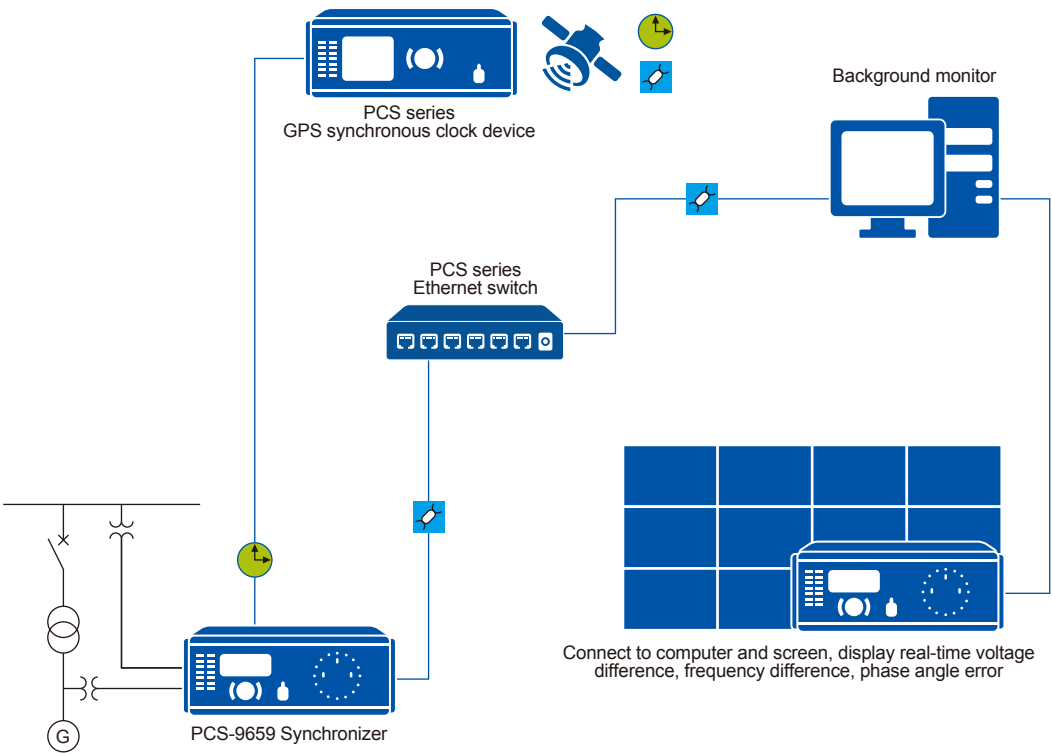 PCS series
GPS synchronous clock device
Background monitor
PCS series
Ethernet switch
Connect to computer and screen, display real-time voltage
difference, frequency difference, phase angle error
PCS-9659 Synchronizer
G